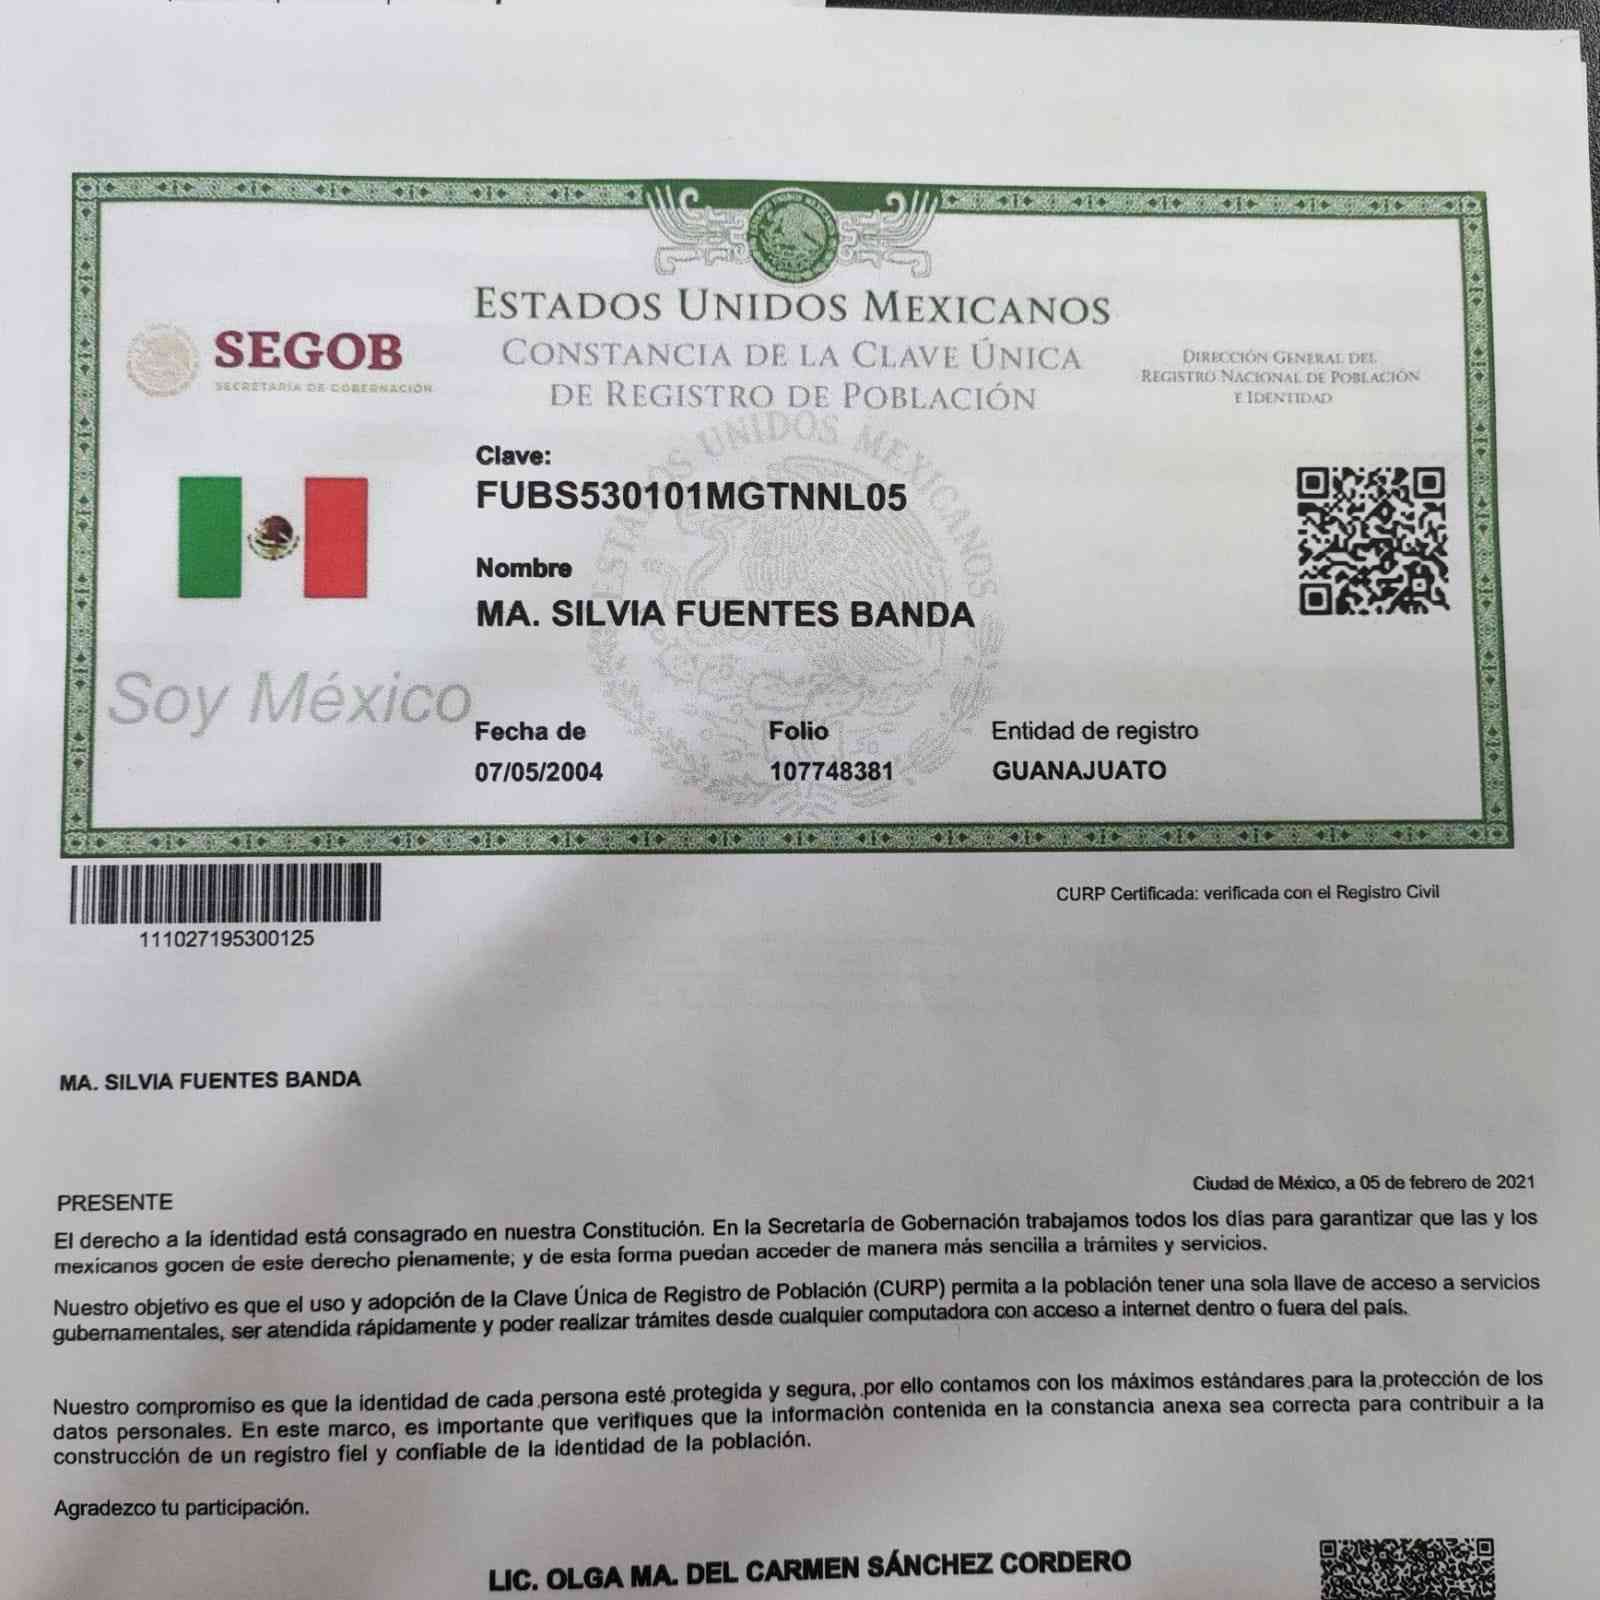 ESTADOS UNIDOS MEXICANOS
CONSTANCIA DE LA CLAVE ÚNICA
DE REGISTRO DE POBLACIÓN
SEGOB
SECRETARÍA DE GOBERNACIÓN
DIRECCIÓN GENERAL DEL
REGISTRO NACIONAL DE POBLACIÓN
E IDENTIDAD
ESTADOS UNIDOS MEXICANOS
Clave:
FUBS530101MGTNNL05
Nombre
MA. SILVIA FUENTES BANDA
Soy México
Fecha de
07/05/2004
Folio
107748381
Entidad de registro
GUANAJUATO
111027195300125
CURP Certificada: verificada con el Registro Civil
MA. SILVIA FUENTES BANDA
Ciudad de México, a 05 de febrero de 2021
PRESENTE
El derecho a la identidad está consagrado en nuestra Constitución. En la Secretaría de Gobernación trabajamos todos los días para garantizar que las y los
mexicanos gocen de este derecho plenamente; y de esta forma puedan acceder de manera más sencilla a trámites y servicios.
Nuestro objetivo es que el uso y adopción de la Clave Única de Registro de Población (CURP) permita a la población tener una sola llave de acceso a servicios
gubernamentales, ser atendida rápidamente y poder realizar trámites desde cualquier computadora con acceso a internet dentro o fuera del país.
Nuestro compromiso es que la identidad de cada persona esté protegida y segura, por ello contamos con los máximos estándares para la protección de los
datos personales. En este marco, es importante que verifiques que la información contenida en la constancia anexa sea correcta para contribuir a la
construcción de un registro fiel y confiable de la identidad de la población.
Agradezco tu participación.
LIC. OLGA MA. DEL CARMEN SÁNCHEZ CORDERO